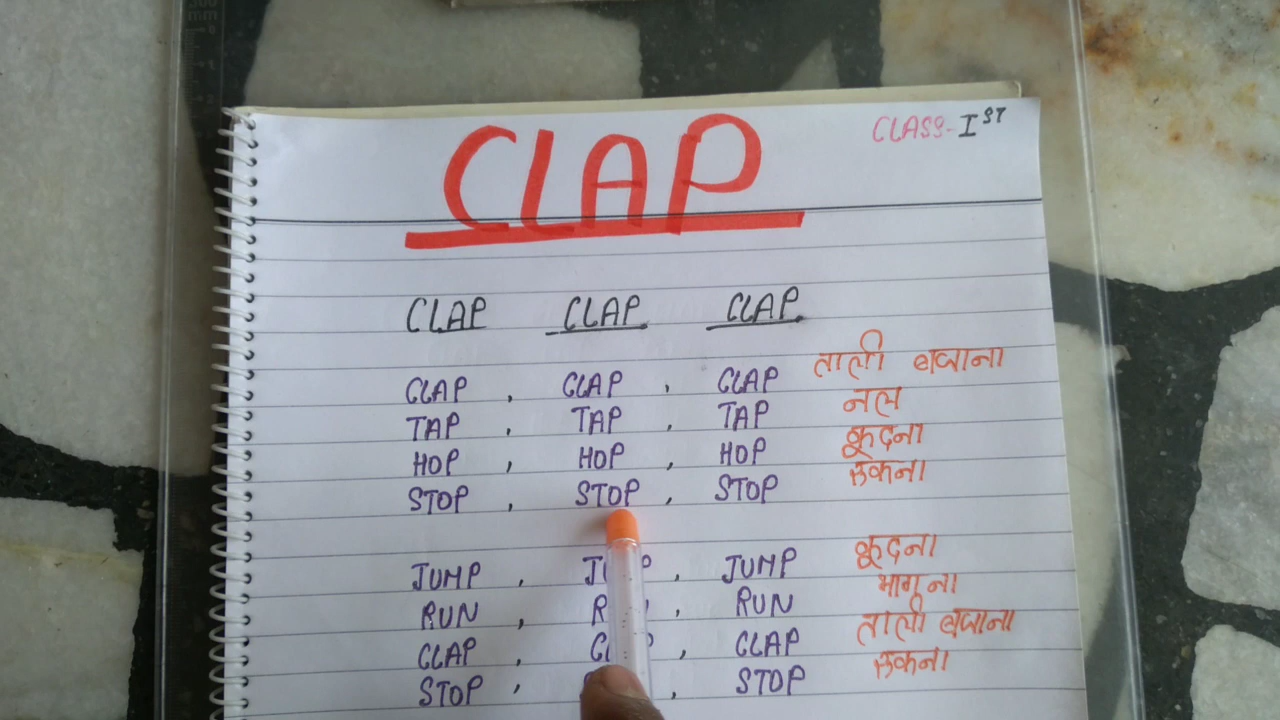 CLAP
CLASS-Iˢᵀ
CLAP CLAP CLAP
CLAP , CLAP , CLAP ताली बजाना
TAP , TAP , TAP नल
HOP , HOP , HOP कूदना
STOP , STOP , STOP रुकना
JUMP , , JUMP कूदना
RUN , , RUN भागना
CLAP , , CLAP ताली बजाना
STOP , , STOP रुकना